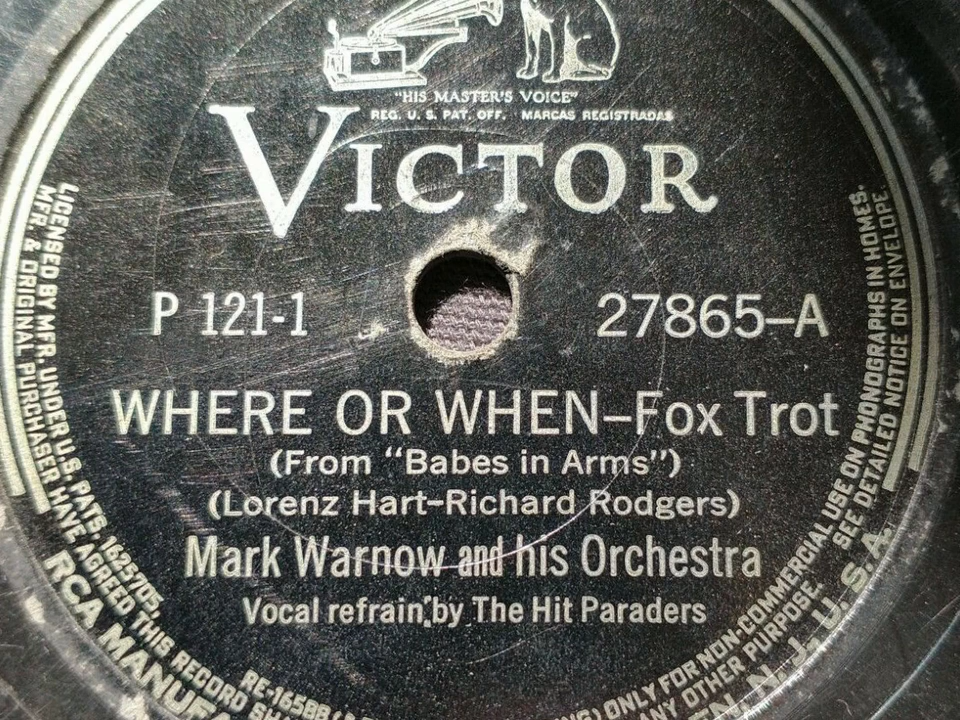 "HIS MASTER'S VOICE"
REG. U. S. PAT. OFF. MARCAS REGISTRADAS
VICTOR
P 121-1
27865-A
WHERE OR WHEN-Fox Trot
(From "Babes in Arms")
(Lorenz Hart-Richard Rodgers)
Mark Warnow and his Orchestra
Vocal refrain by The Hit Paraders
LICENSED BY MFR. UNDER U.S. PATS. 1625705,
MFR. & ORIGINAL PURCHASER HAVE AGREED THIS RECORD
RE-16588
ONLY FOR NON-COMMERCIAL USE ON PHONOGRAPHS IN HOMES.
ANY OTHER PURPOSE. SEE DETAILED NOTICE ON ENVELOPE.
RCA
N. J., U. S. A.